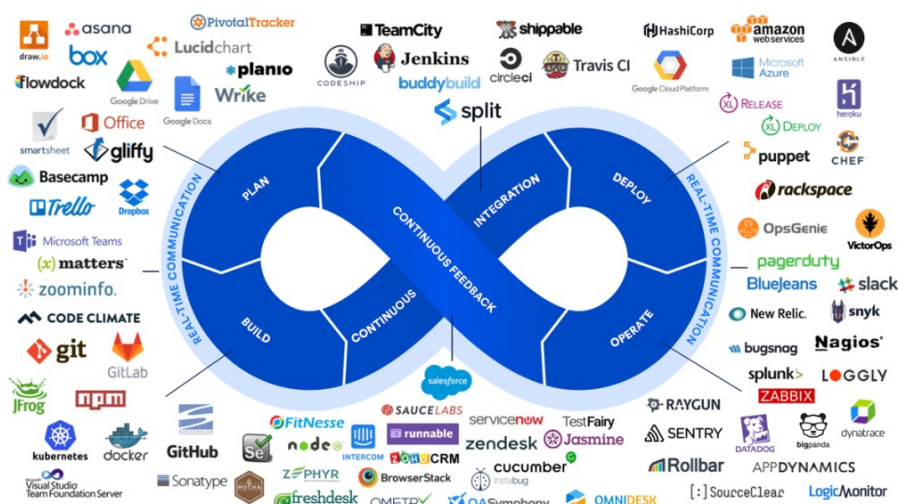 draw.io
asana
PivotalTracker
box
Lucidchart
flowdock
Google Drive
planio
Wrike
Google Docs
smartsheet
Office
gliffy
Basecamp
Trello
Dropbox
Microsoft Teams
(x)matters
zoominfo.
CODE CLIMATE
git
GitLab
JFrog
npm
kubernetes
docker
GitHub
SUBVERSION
Visual Studio
Team Foundation Server
TeamCity
shippable
CODESHIP
Jenkins
buddybuild
circleci
Travis CI
split
HashiCorp
amazon
web services
ANSIBLE
Google Cloud Platform
Microsoft
Azure
XL RELEASE
heroku
XL DEPLOY
puppet
CHEF
rackspace
OpsGenie
VictorOps
pagerduty
BlueJeans
slack
New Relic.
snyk
bugsnag
Nagios
splunk>
LOGGLY
ZABBIX
RAYGUN
SENTRY
DATADOG
bigpanda
dynatrace
Rollbar
APPDYNAMICS
[:]SourceClear
LogicMonitor
REAL-TIME COMMUNICATION
PLAN
BUILD
CONTINUOUS
INTEGRATION
CONTINUOUS FEEDBACK
DEPLOY
OPERATE
REAL-TIME COMMUNICATION
salesforce
SAUCELABS
FitNesse
servicenow
TestFairy
Se
node
INTERCOM
runnable
zendesk
Jasmine
ZOHO CRM
cucumber
Sonatype
MOCHA
ZEPHYR
BrowserStack
Instabug
freshdesk
QASymphony
OMNIDESK